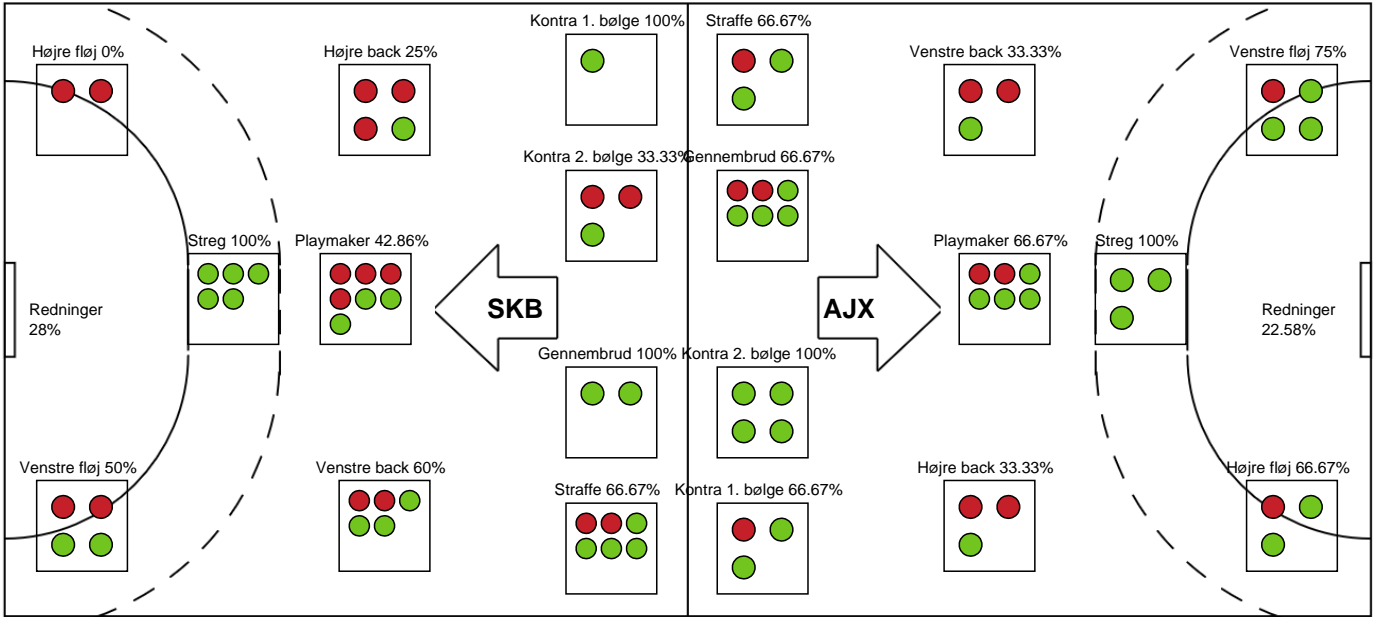 Kontra 1. bølge 100%
Straffe 66.67%
Højre fløj 0%
Højre back 25%
Venstre back 33.33%
Venstre fløj 75%
Kontra 2. bølge 33.33%
Gennembrud 66.67%
Streg 100%
Playmaker 42.86%
Playmaker 66.67%
Streg 100%
Redninger
28%
SKB
AJX
Redninger
22.58%
Gennembrud 100%
Kontra 2. bølge 100%
Venstre fløj 50%
Venstre back 60%
Højre back 33.33%
Højre fløj 66.67%
Straffe 66.67%
Kontra 1. bølge 66.67%